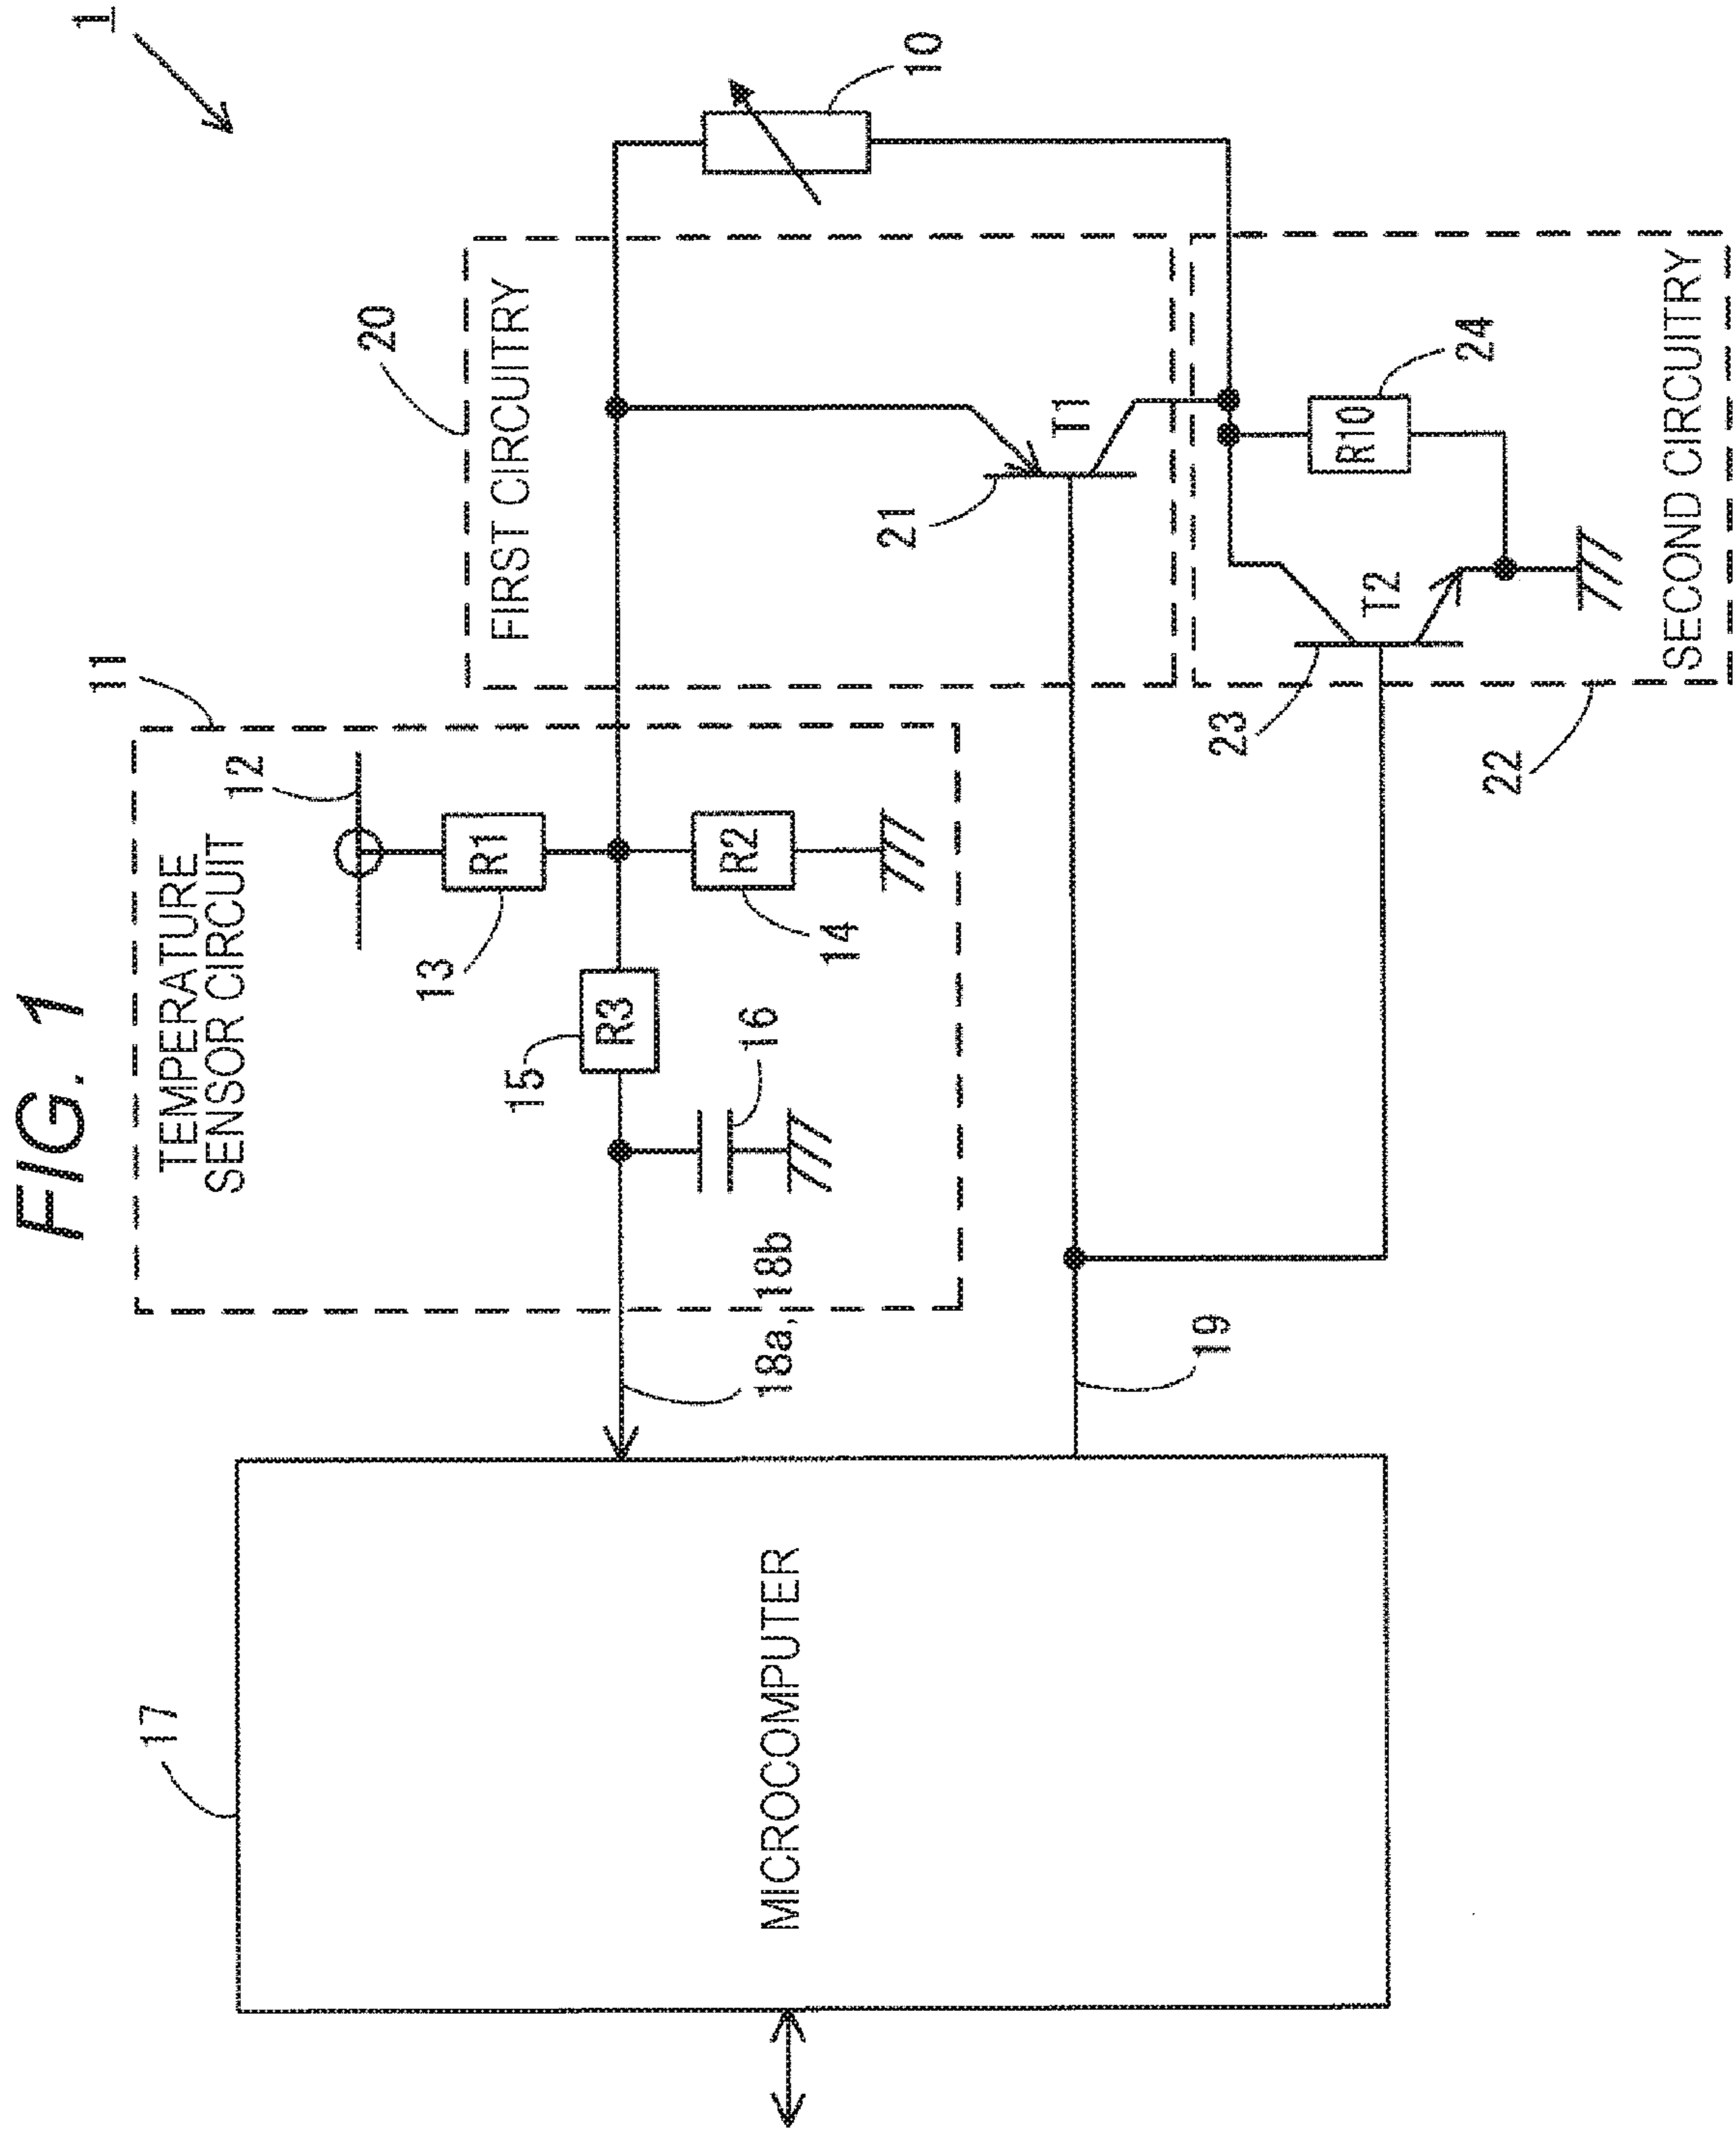 FIG. 1
1
TEMPERATURE
SENSOR CIRCUIT
11
12
R1
13
R2
14
R3
15
16
18a, 18b
17
MICROCOMPUTER
19
20
FIRST CIRCUITRY
21
T1
10
22
SECOND CIRCUITRY
23
T2
R10
24